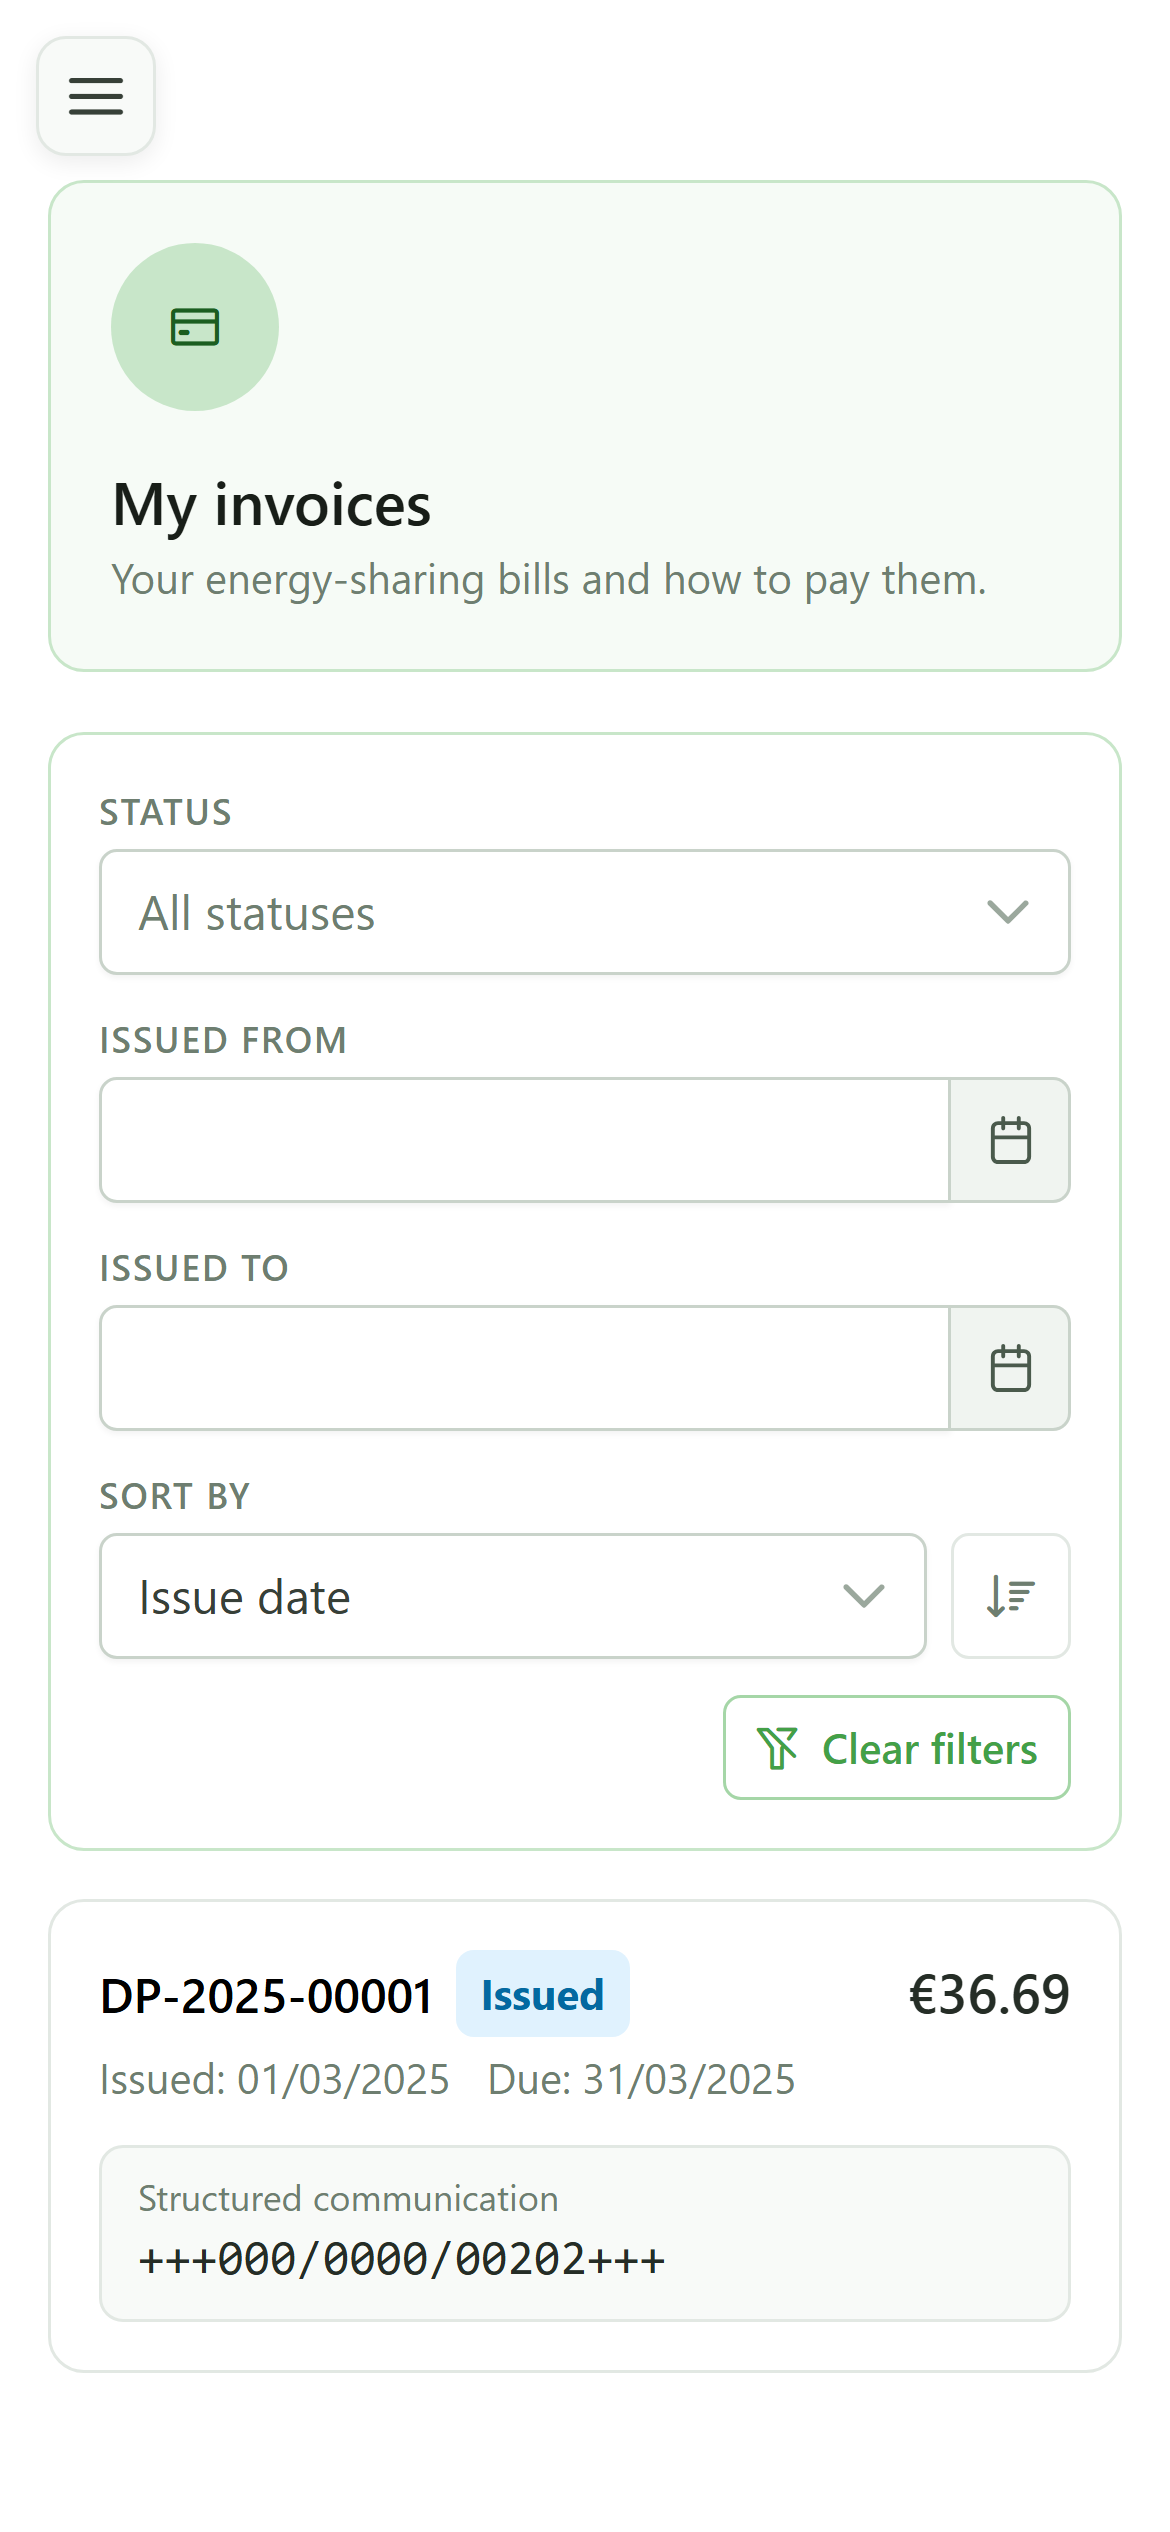 My invoices
Your energy-sharing bills and how to pay them.
STATUS
All statuses
ISSUED FROM
ISSUED TO
SORT BY
Issue date
Clear filters
DP-2025-00001 Issued €36.69
Issued: 01/03/2025 Due: 31/03/2025
Structured communication
+++000/0000/00202+++